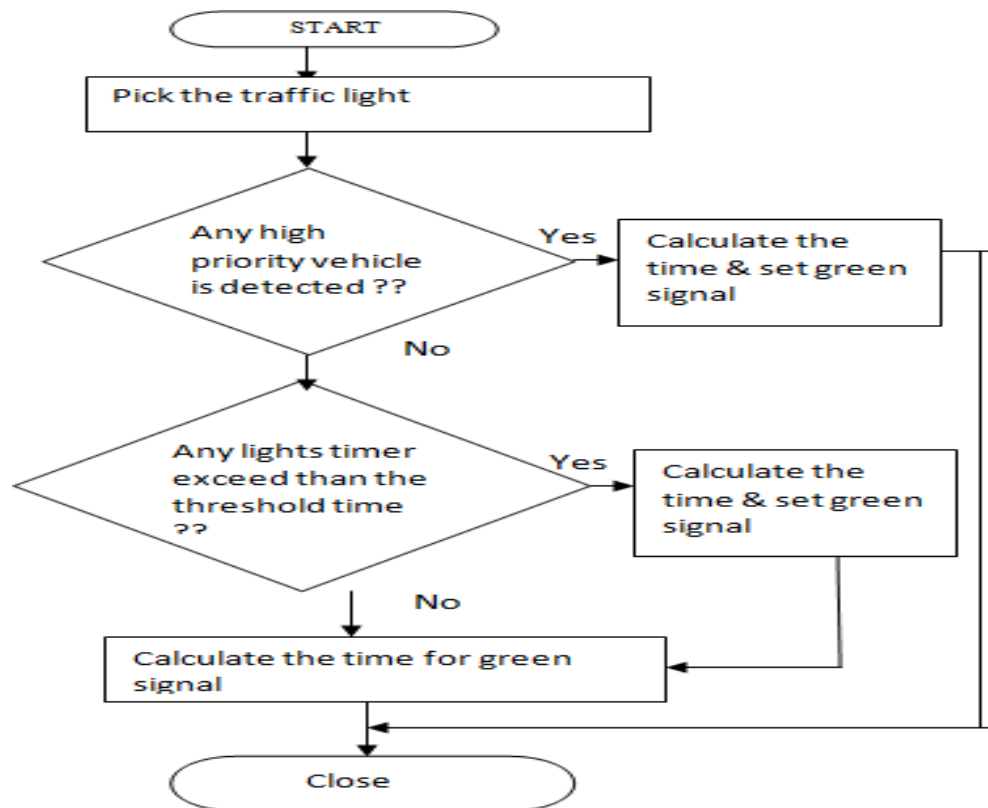 START
Pick the traffic light
Any high
priority vehicle
is detected ??
Yes
Calculate the
time & set green
signal
No
Any lights timer
exceed than the
threshold time
??
Yes
Calculate the
time & set green
signal
No
Calculate the time for green
signal
Close